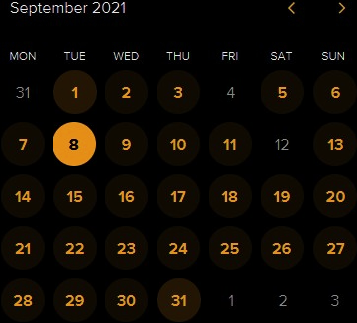 September 2021 < >
MON TUE WED THU FRI SAT SUN
31 1 2 3 4 5 6
7 8 9 10 11 12 13
14 15 16 17 18 19 20
21 22 23 24 25 26 27
28 29 30 31 1 2 3